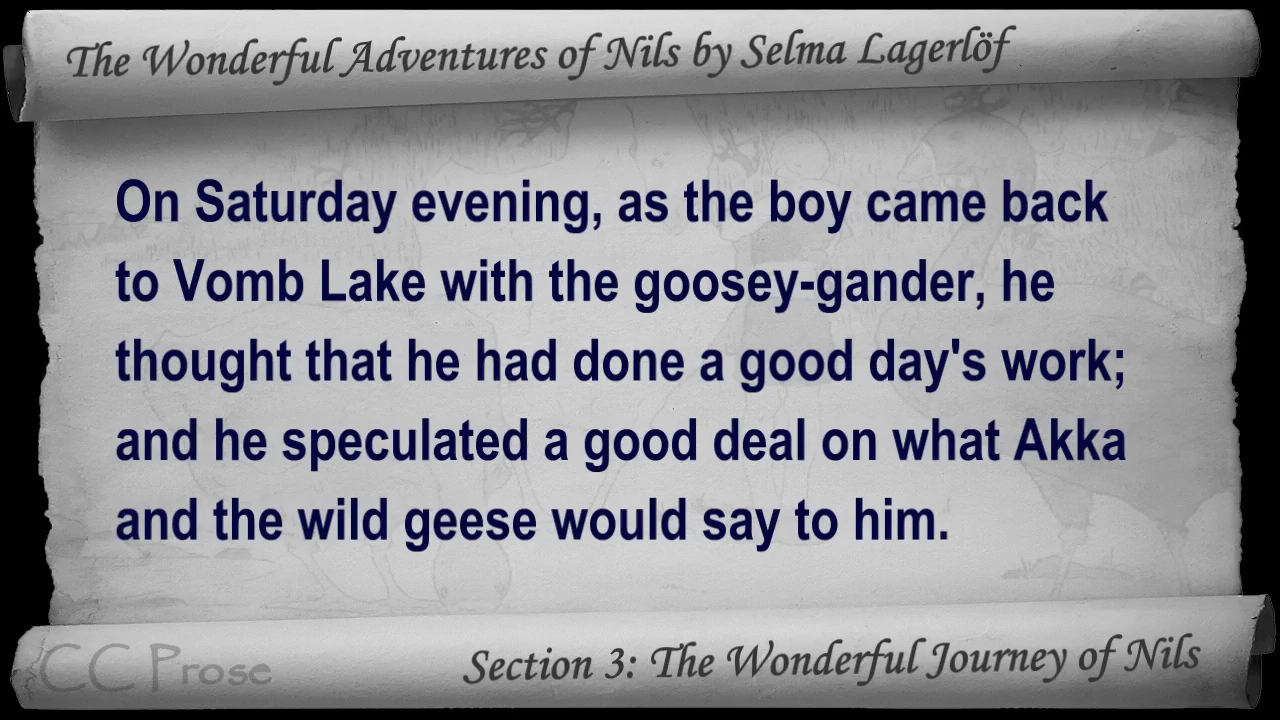 The Wonderful Adventures of Nils by Selma Lagerlöf
On Saturday evening, as the boy came back
to Vomb Lake with the goosey-gander, he
thought that he had done a good day's work;
and he speculated a good deal on what Akka
and the wild geese would say to him.
CC Prose
Section 3: The Wonderful Journey of Nils